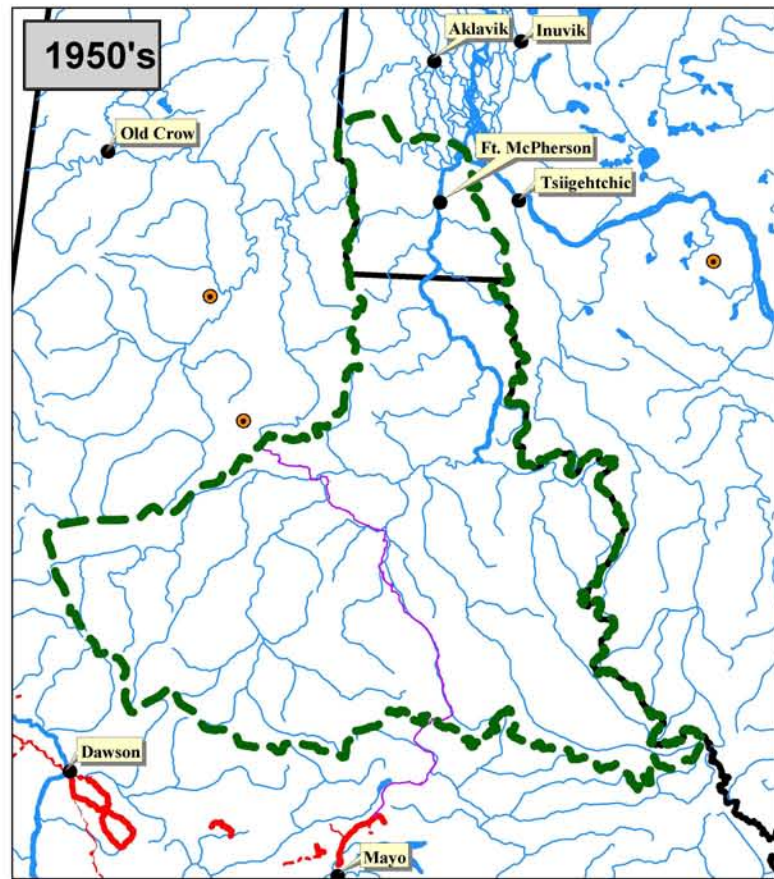 1950's
Aklavik
Inuvik
Old Crow
Ft. McPherson
Tsiigehtchic
Dawson
Mayo